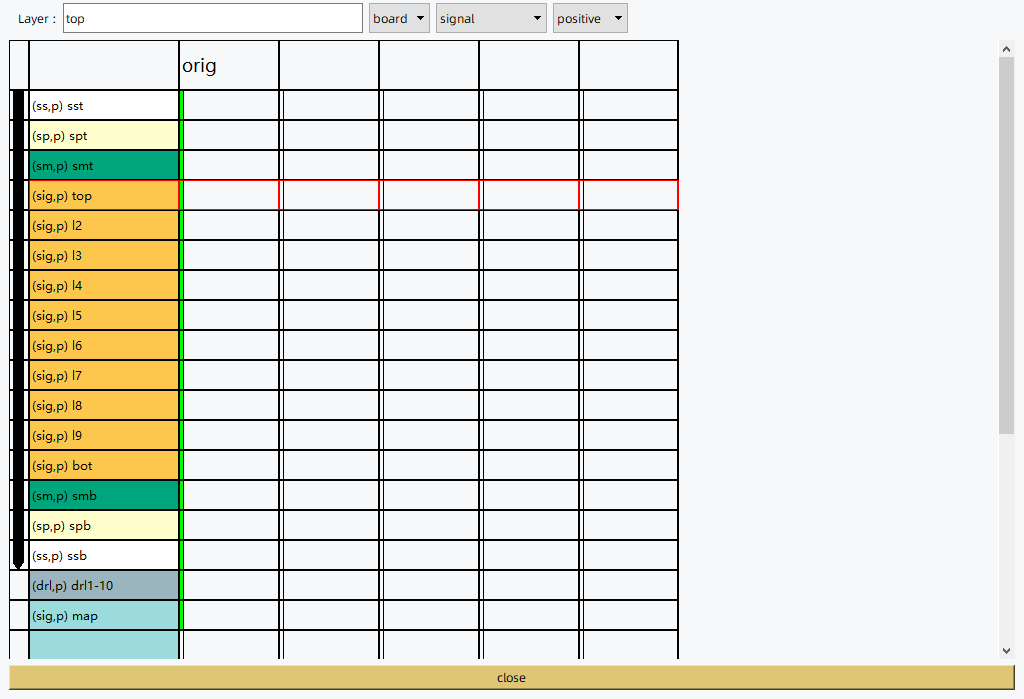 Layer : top board signal positive
orig
(ss,p) sst
(sp,p) spt
(sm,p) smt
(sig,p) top
(sig,p) l2
(sig,p) l3
(sig,p) l4
(sig,p) l5
(sig,p) l6
(sig,p) l7
(sig,p) l8
(sig,p) l9
(sig,p) bot
(sm,p) smb
(sp,p) spb
(ss,p) ssb
(drl,p) drl1-10
(sig,p) map
close